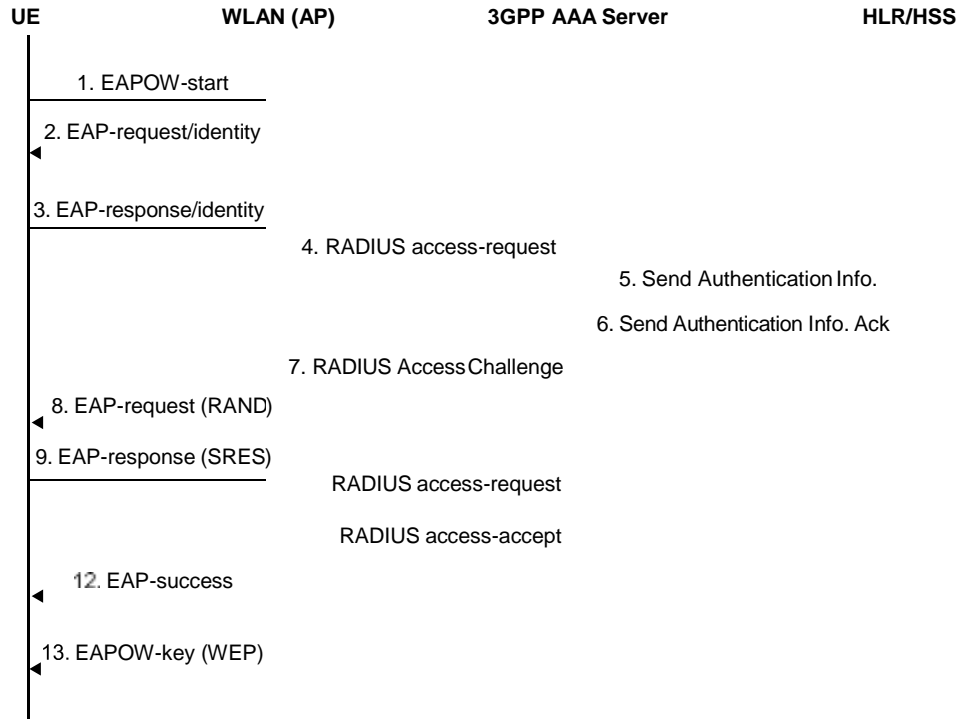 UE WLAN (AP) 3GPP AAA Server HLR/HSS
1. EAPOW-start
2. EAP-request/identity
3. EAP-response/identity
4. RADIUS access-request
5. Send Authentication Info.
6. Send Authentication Info. Ack
7. RADIUS Access Challenge
8. EAP-request (RAND)
9. EAP-response (SRES)
RADIUS access-request
RADIUS access-accept
12. EAP-success
13. EAPOW-key (WEP)